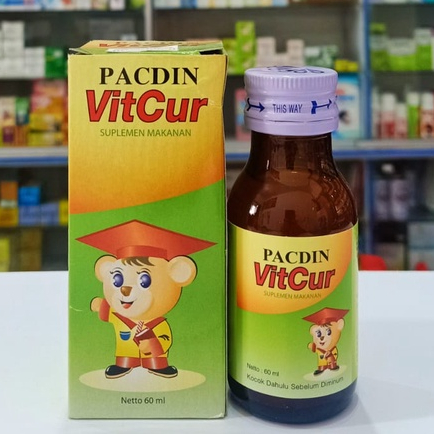 PACDIN
VitCur
SUPLEMEN MAKANAN
Netto 60 ml
THIS WAY
PACDIN
VitCur
SUPLEMEN MAKANAN
Netto : 60 ml
Kocok Dahulu Sebelum Diminum